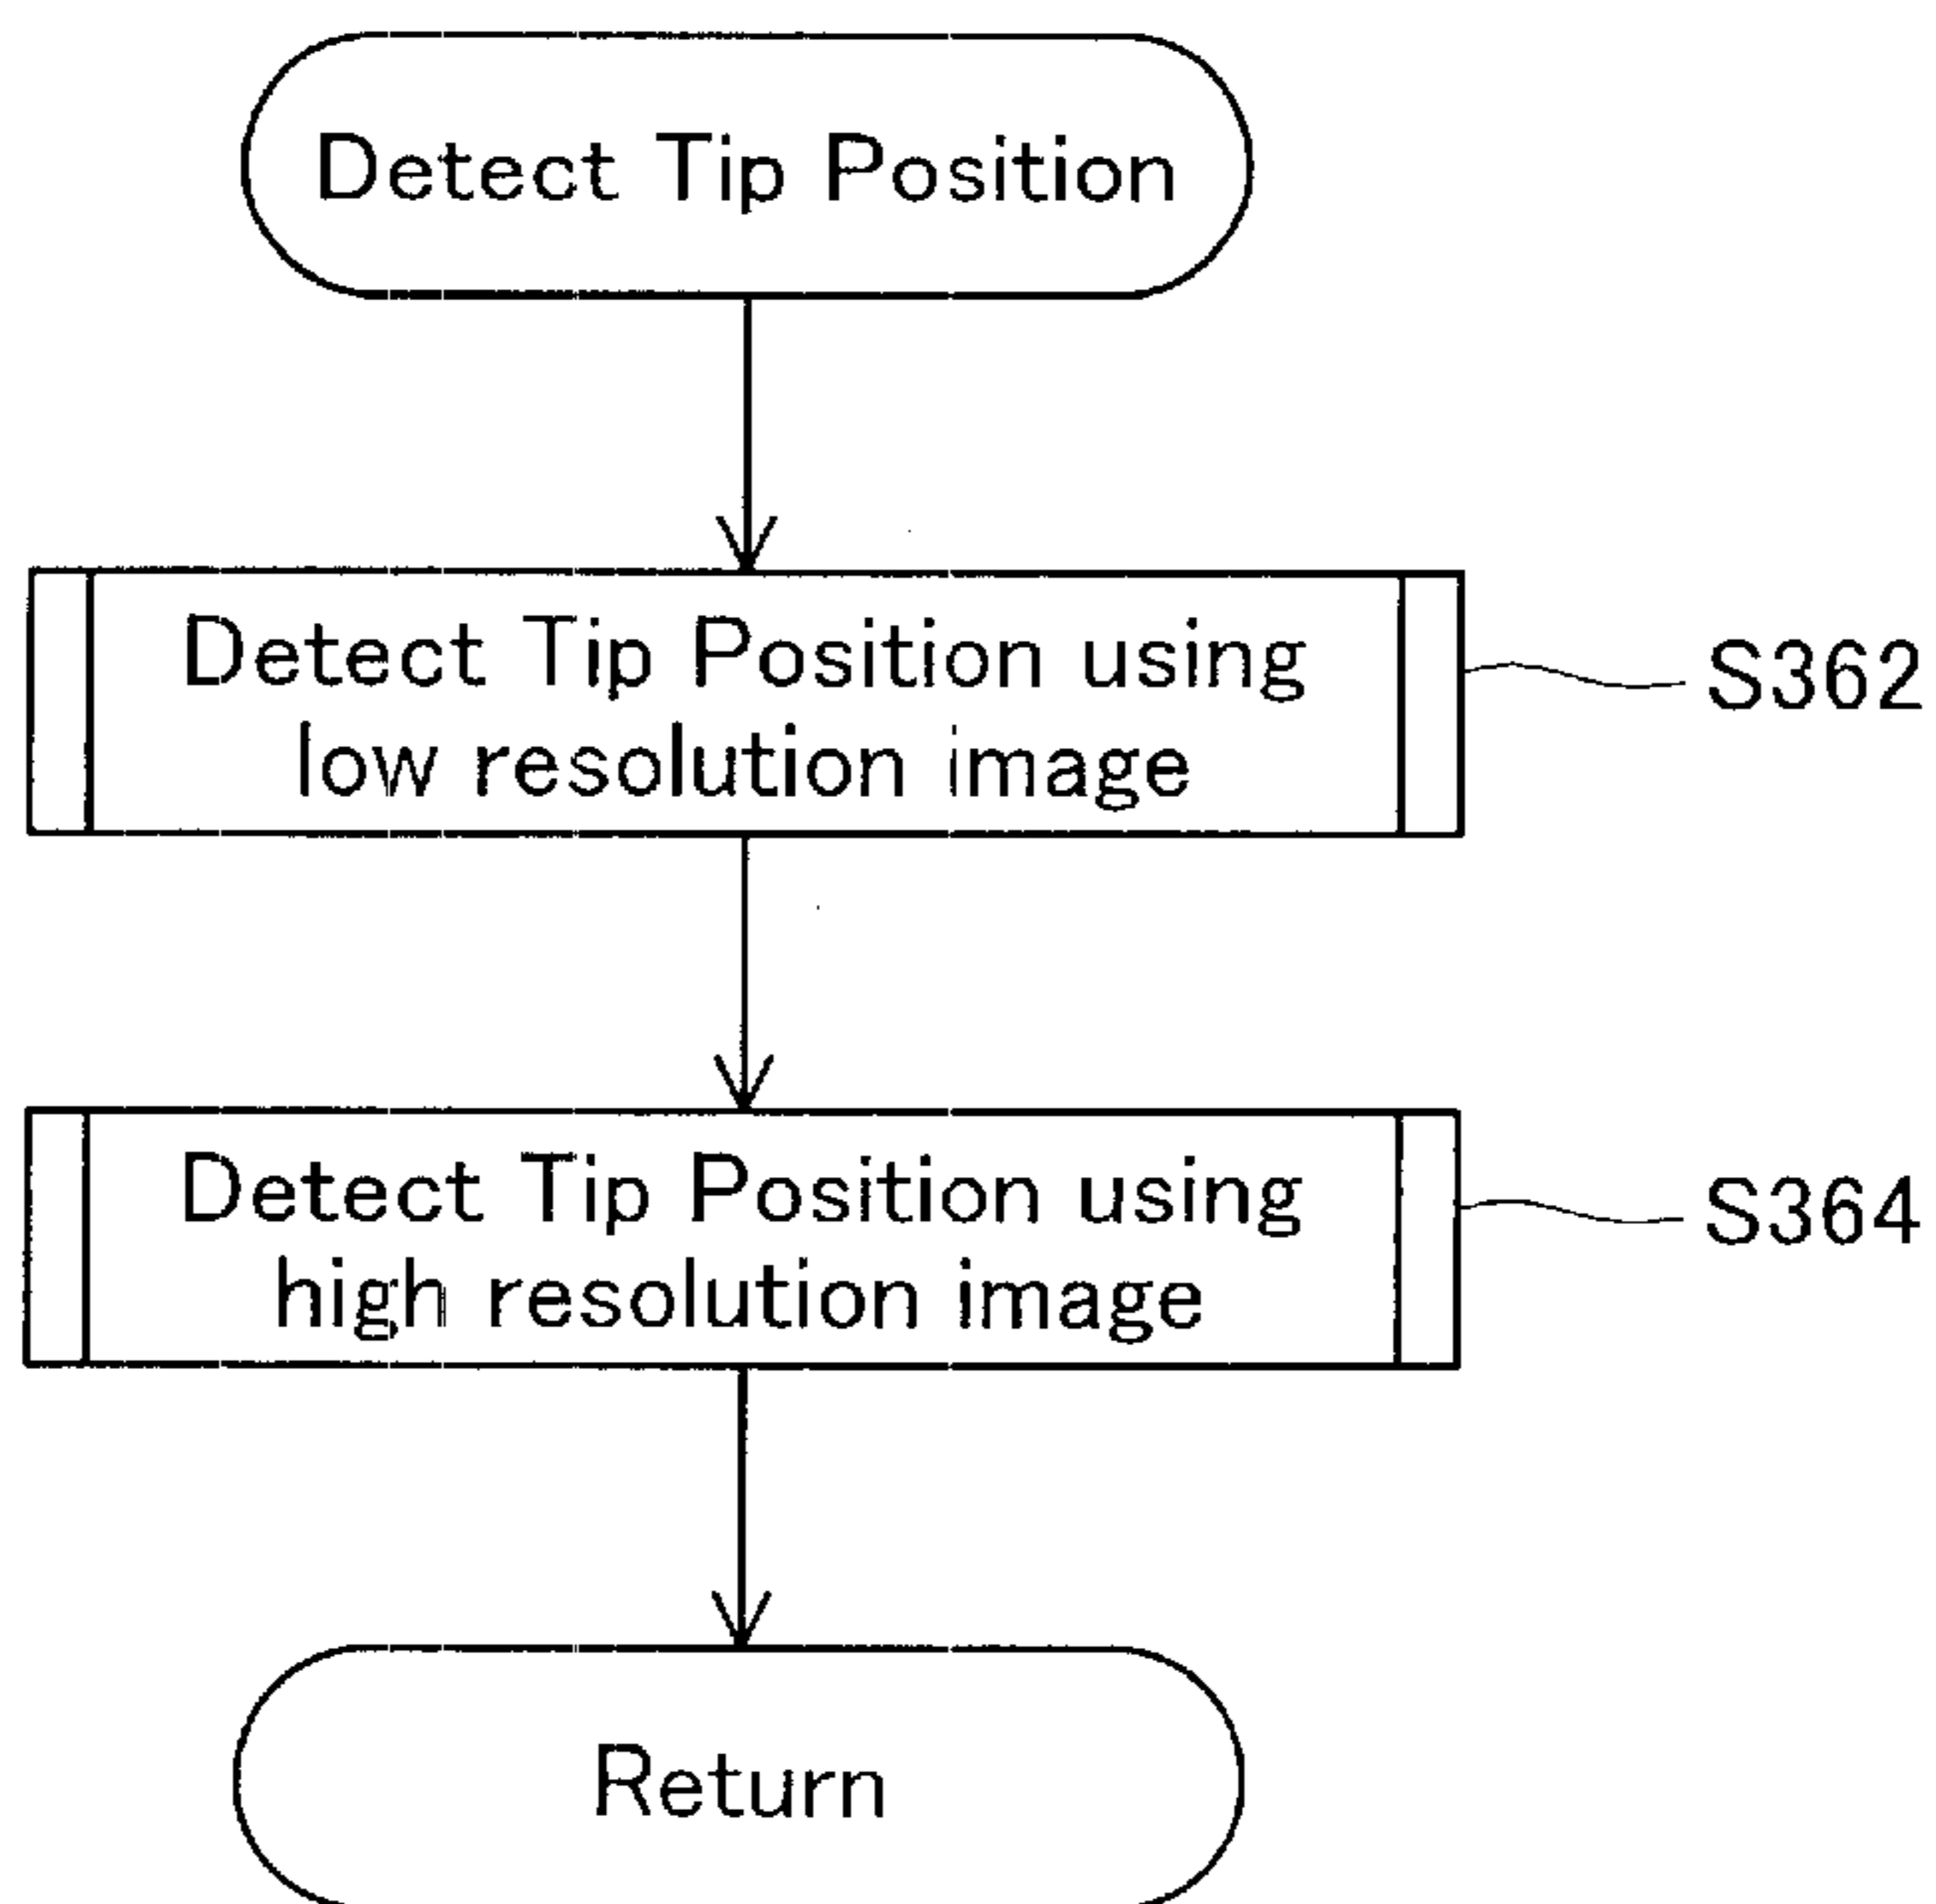 Detect Tip Position
Detect Tip Position using
low resolution image
S362
Detect Tip Position using
high resolution image
S364
Return